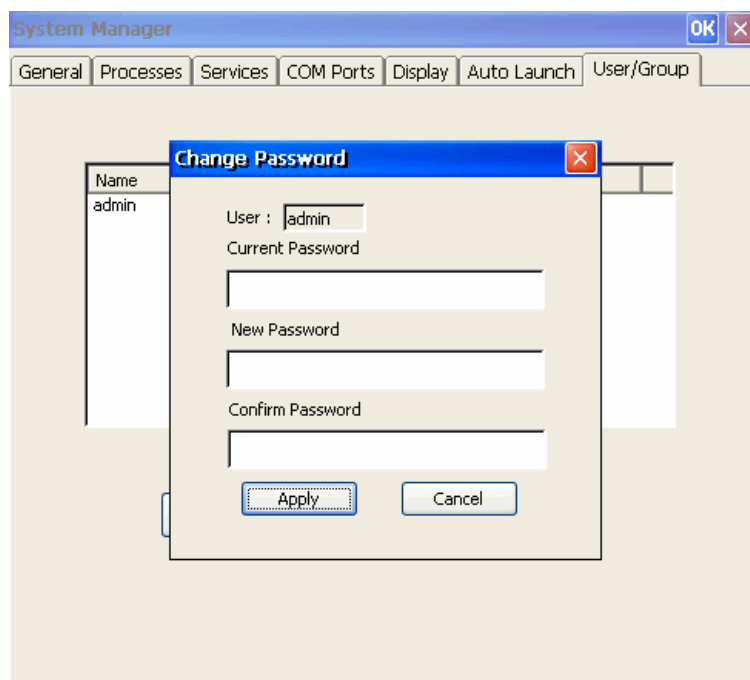 System Manager OK
General Processes Services COM Ports Display Auto Launch User/Group
Change Password
Name
admin
User : admin
Current Password
New Password
Confirm Password
Apply Cancel